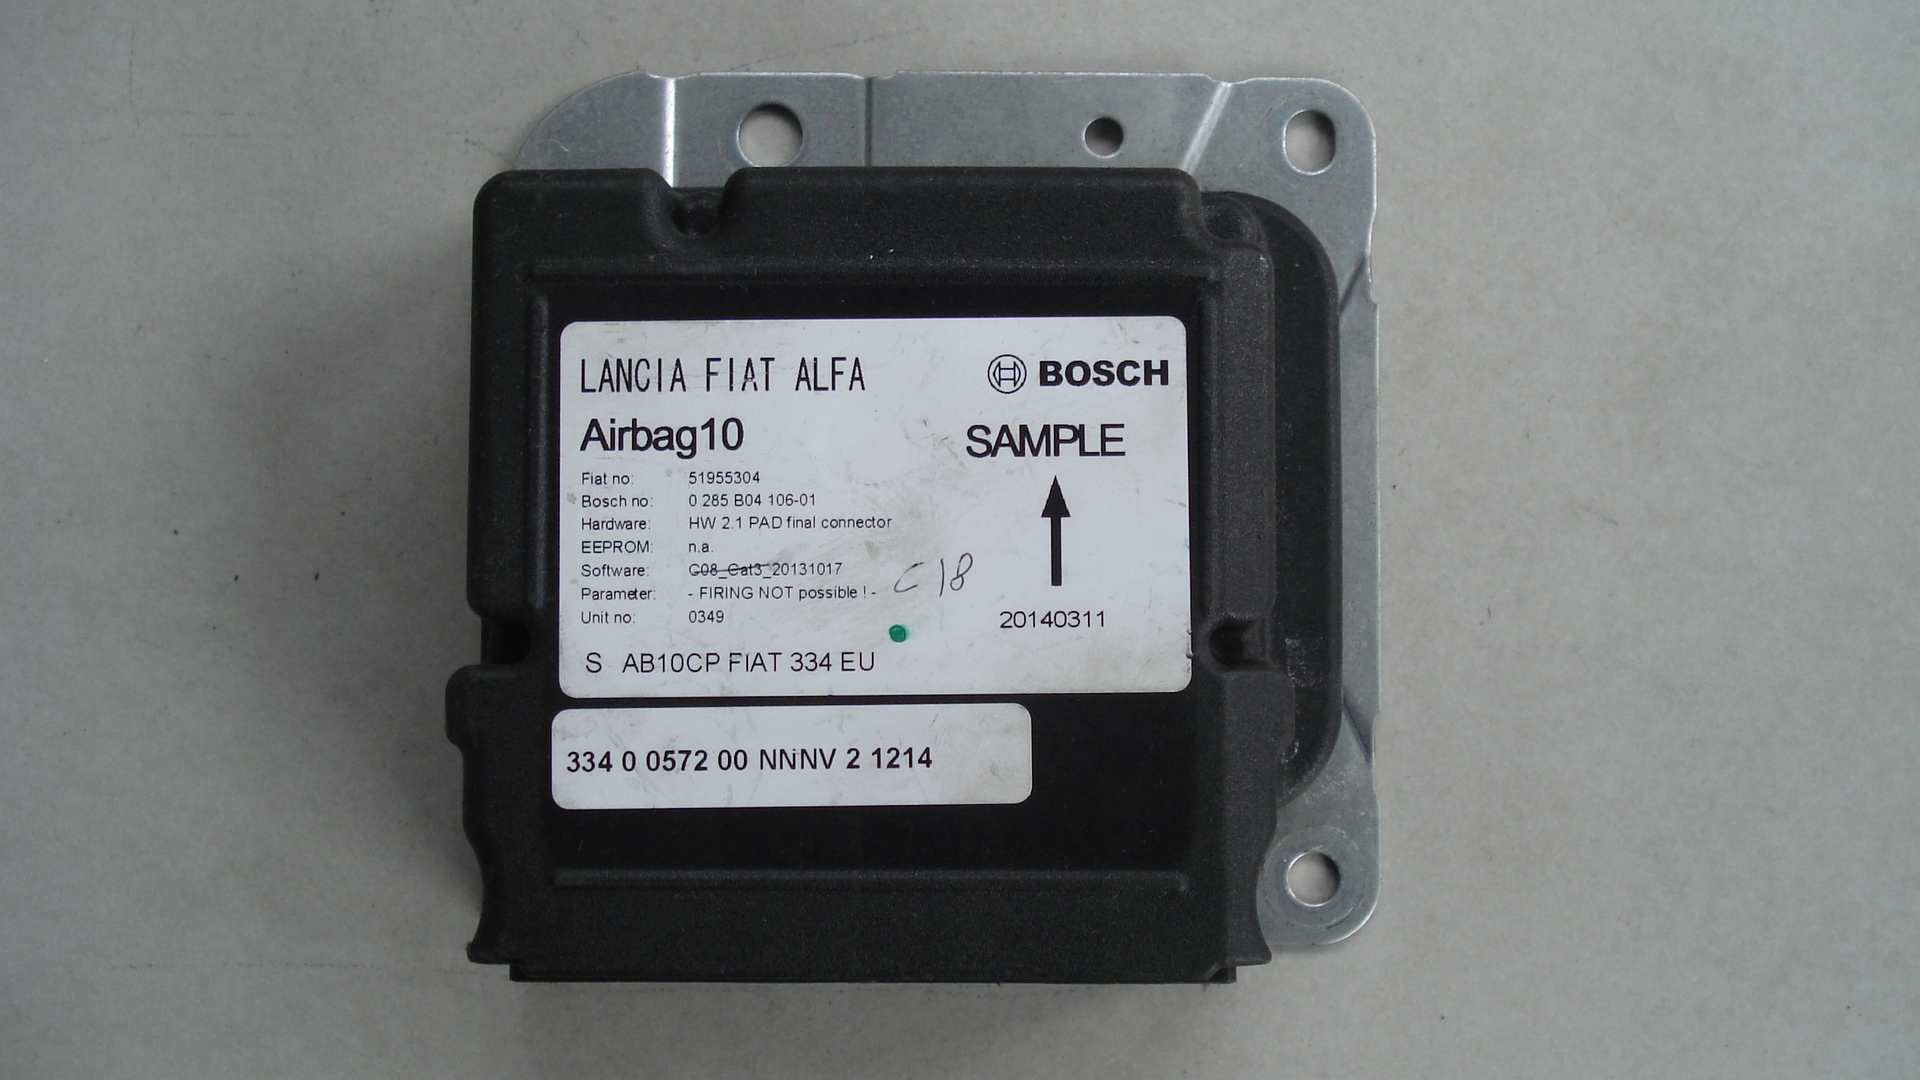 LANCIA FIAT ALFA BOSCH
Airbag10 SAMPLE
Fiat no: 51955304
Bosch no: 0 285 B04 106-01
Hardware: HW 2.1 PAD final connector
EEPROM: n.a.
Software: C08_Cat3_20131017 C18
Parameter: - FIRING NOT possible ! -
Unit no: 0349 20140311
S AB10CP FIAT 334 EU
334 0 0572 00 NNNV 2 1214